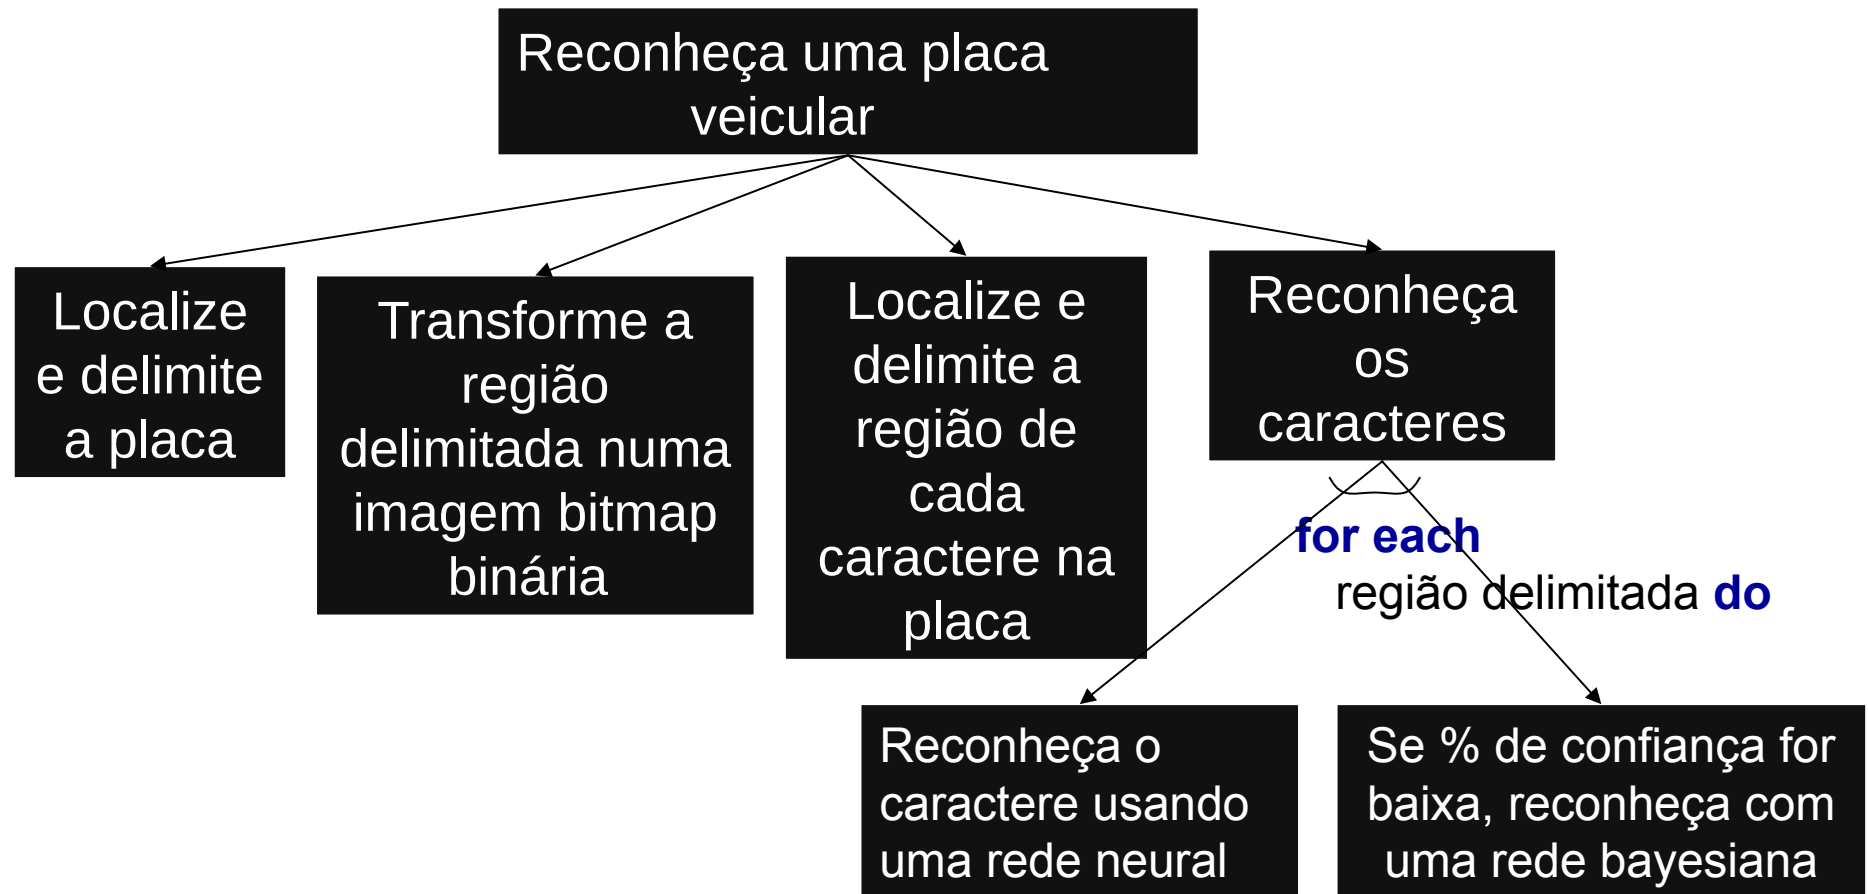 Reconheça uma placa
veicular
Localize
e delimite
a placa
Transforme a
região
delimitada numa
imagem bitmap
binária
Localize e
delimite a
região de
cada
caractere na
placa
Reconheça
os
caracteres
for each
região delimitada do
Reconheça o
caractere usando
uma rede neural
Se % de confiança for
baixa, reconheça com
uma rede bayesiana